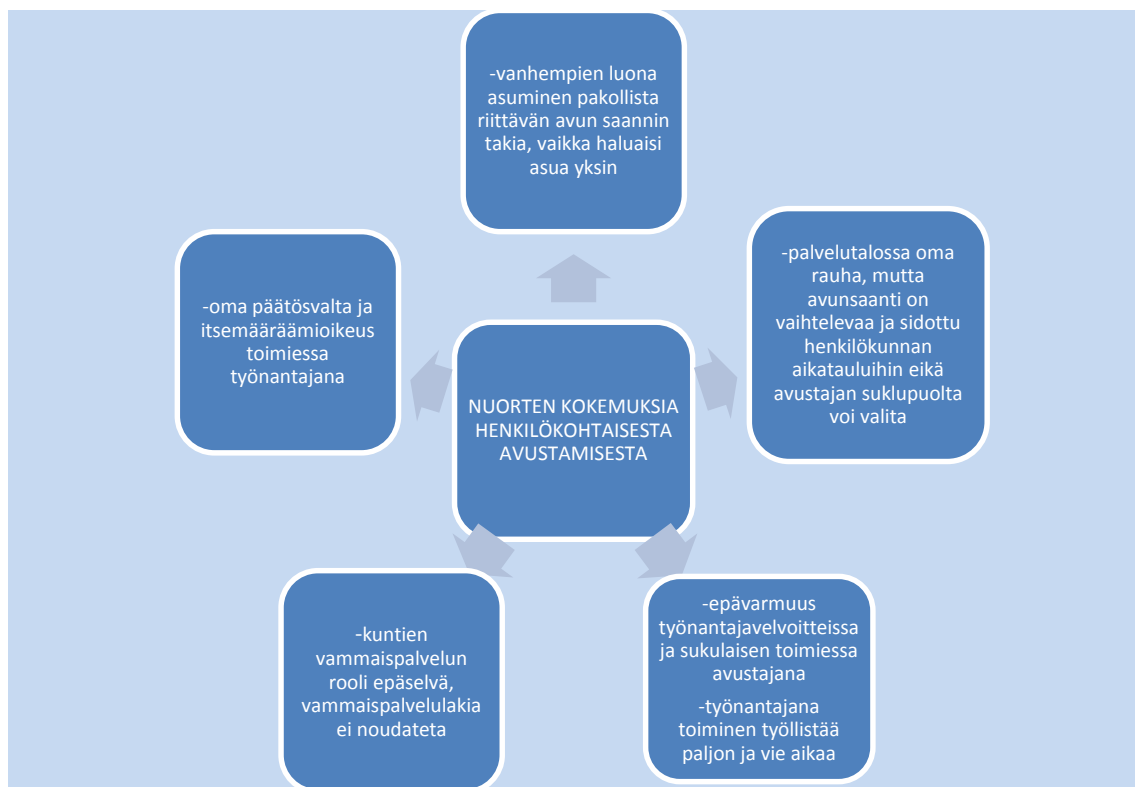 -vanhempien luona
asuminen pakollista
riittävän avun saannin
takia, vaikka haluaisi
asua yksin
-palvelutalossa oma
rauha, mutta
avunsaanti on
vaihtelevaa ja sidottu
henkilökunnan
aikatauluihin eikä
avustajan suklupuolta
voi valita
-oma päätösvalta ja
itsemääräämioikeus
toimiessa
työnantajana
NUORTEN KOKEMUKSIA
HENKILÖKOHTAISESTA
AVUSTAMISESTA
-kuntien
vammaispalvelun
rooli epäselvä,
vammaispalvelulakia
ei noudateta
-epävarmuus
työnantajavelvoitteissa
ja sukulaisen toimiessa
avustajana
-työnantajana
toiminen työllistää
paljon ja vie aikaa